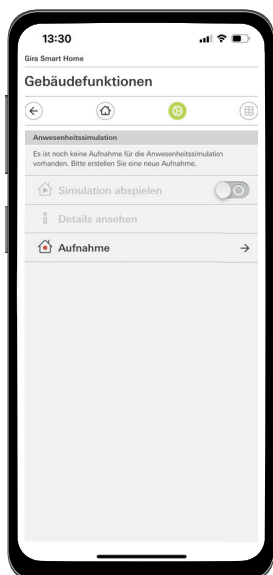 13:30
Gira Smart Home
Gebäudefunktionen
Anwesenheitssimulation
Es ist noch keine Aufnahme für die Anwesenheitssimulation
vorhanden. Bitte erstellen Sie eine neue Aufnahme.
Simulation abspielen
Details ansehen
Aufnahme